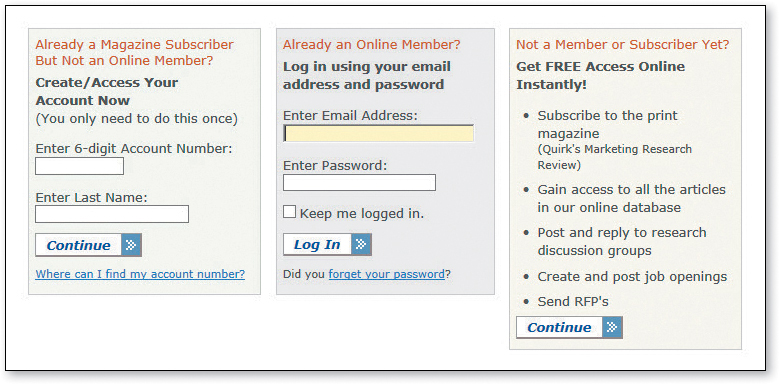 Already a Magazine Subscriber
But Not an Online Member?
Create/Access Your
Account Now
(You only need to do this once)
Enter 6-digit Account Number:
Enter Last Name:
Continue
Where can I find my account number?
Already an Online Member?
Log in using your email
address and password
Enter Email Address:
Enter Password:
Keep me logged in.
Log In
Did you forget your password?
Not a Member or Subscriber Yet?
Get FREE Access Online
Instantly!
• Subscribe to the print
magazine
(Quirk's Marketing Research
Review)
• Gain access to all the articles
in our online database
• Post and reply to research
discussion groups
• Create and post job openings
• Send RFP's
Continue